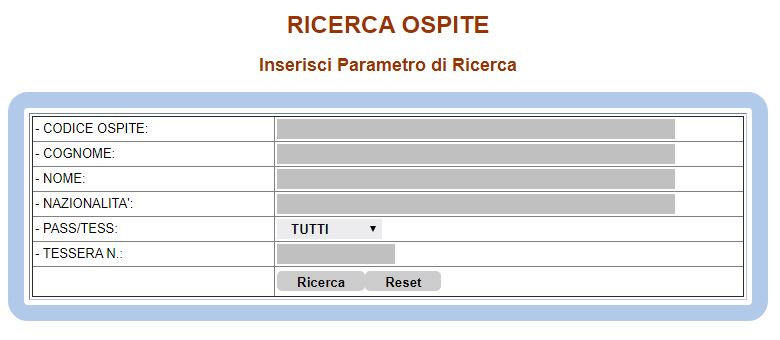 RICERCA OSPITE
Inserisci Parametro di Ricerca
- CODICE OSPITE:
- COGNOME:
- NOME:
- NAZIONALITA':
- PASS/TESS: TUTTI
- TESSERA N.:
Ricerca Reset